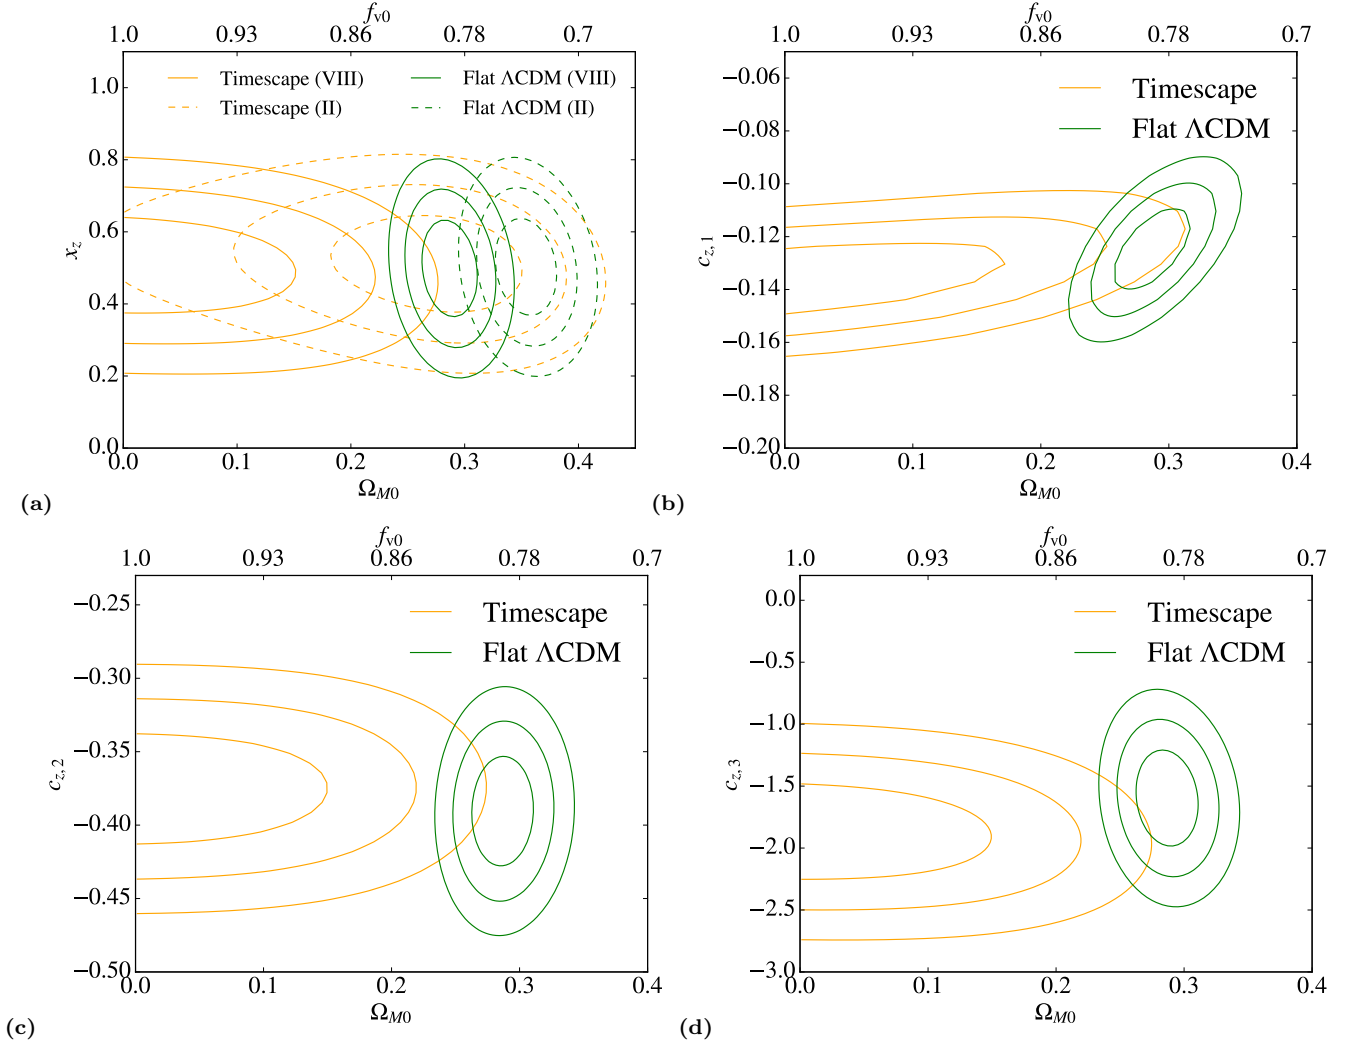 f_v0
1.0 0.93 0.86 0.78 0.7
1.0
0.8
0.6
0.4
0.2
0.0
x_z
Timescape (VIII) Flat ΛCDM (VIII)
Timescape (II) Flat ΛCDM (II)
0.0 0.1 0.2 0.3 0.4
Ω_M0
(a)
f_v0
1.0 0.93 0.86 0.78 0.7
−0.06
−0.08
−0.10
−0.12
−0.14
−0.16
−0.18
−0.20
c_z,1
Timescape
Flat ΛCDM
0.0 0.1 0.2 0.3 0.4
Ω_M0
(b)
f_v0
1.0 0.93 0.86 0.78 0.7
−0.25
−0.30
−0.35
−0.40
−0.45
−0.50
c_z,2
Timescape
Flat ΛCDM
0.0 0.1 0.2 0.3 0.4
Ω_M0
(c)
f_v0
1.0 0.93 0.86 0.78 0.7
0.0
−0.5
−1.0
−1.5
−2.0
−2.5
−3.0
c_z,3
Timescape
Flat ΛCDM
0.0 0.1 0.2 0.3 0.4
Ω_M0
(d)